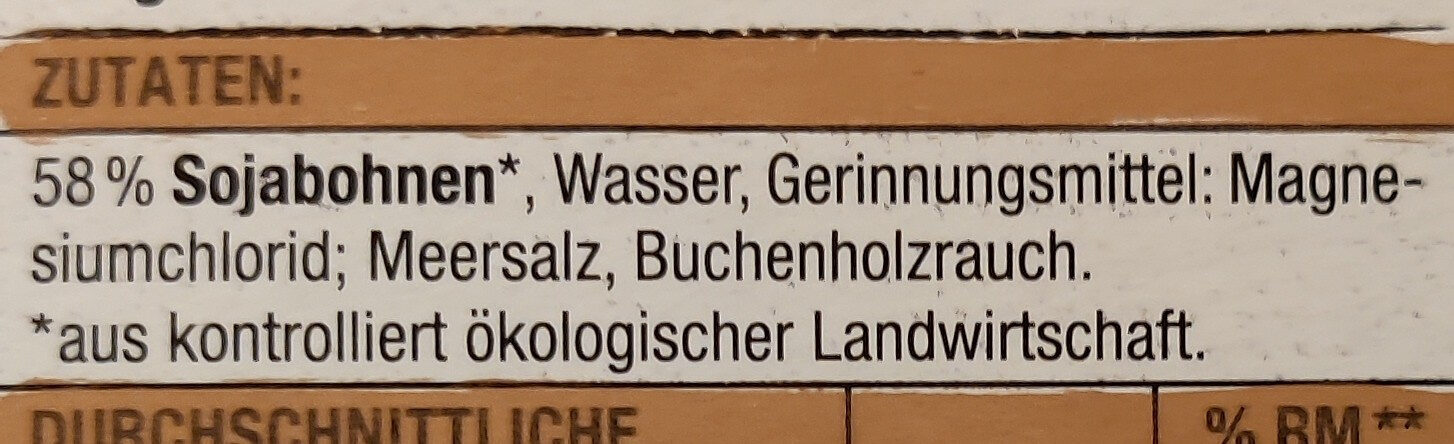 ZUTATEN:
58 % Sojabohnen*, Wasser, Gerinnungsmittel: Magne-
siumchlorid; Meersalz, Buchenholzrauch.
*aus kontrolliert ökologischer Landwirtschaft.
DURCHSCHNITTLICHE % RM**